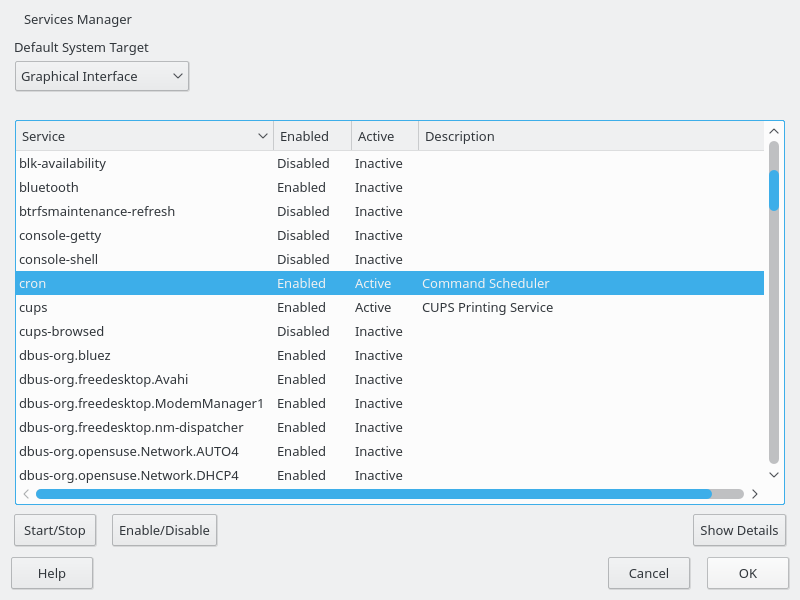 Services Manager
Default System Target
Graphical Interface
Service Enabled Active Description
blk-availability Disabled Inactive
bluetooth Enabled Inactive
btrfsmaintenance-refresh Disabled Inactive
console-getty Disabled Inactive
console-shell Disabled Inactive
cron Enabled Active Command Scheduler
cups Enabled Active CUPS Printing Service
cups-browsed Disabled Inactive
dbus-org.bluez Enabled Inactive
dbus-org.freedesktop.Avahi Enabled Inactive
dbus-org.freedesktop.ModemManager1 Enabled Inactive
dbus-org.freedesktop.nm-dispatcher Enabled Inactive
dbus-org.opensuse.Network.AUTO4 Enabled Inactive
dbus-org.opensuse.Network.DHCP4 Enabled Inactive
Start/Stop Enable/Disable Show Details
Help Cancel OK